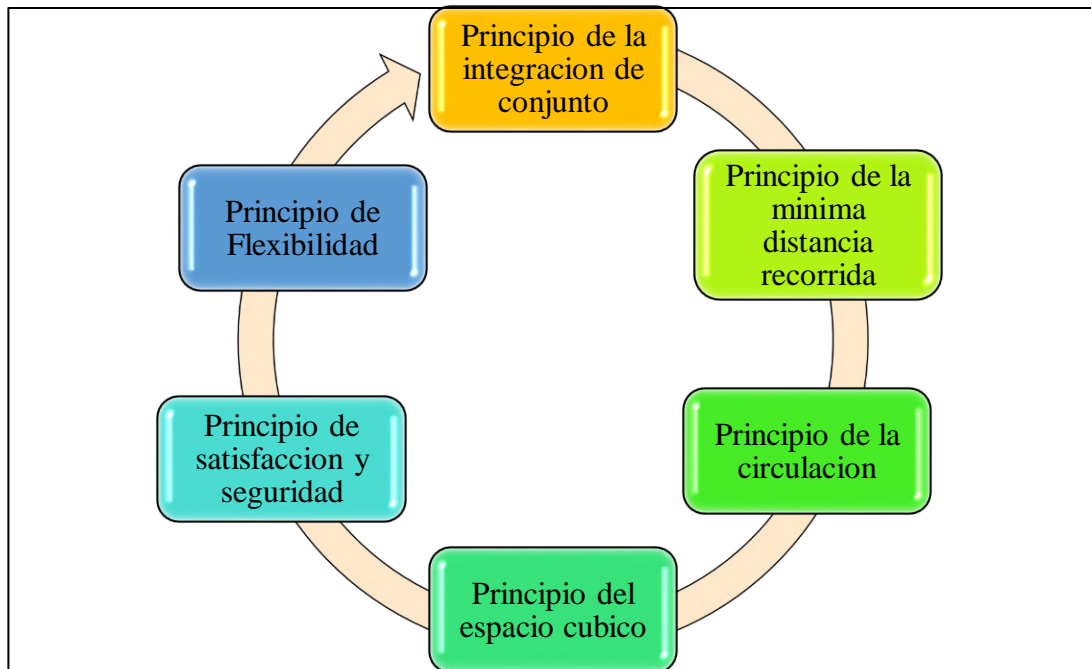 Principio de la
integracion de
conjunto
Principio de la
minima
distancia
recorrida
Principio de la
circulacion
Principio del
espacio cubico
Principio de
satisfaccion y
seguridad
Principio de
Flexibilidad